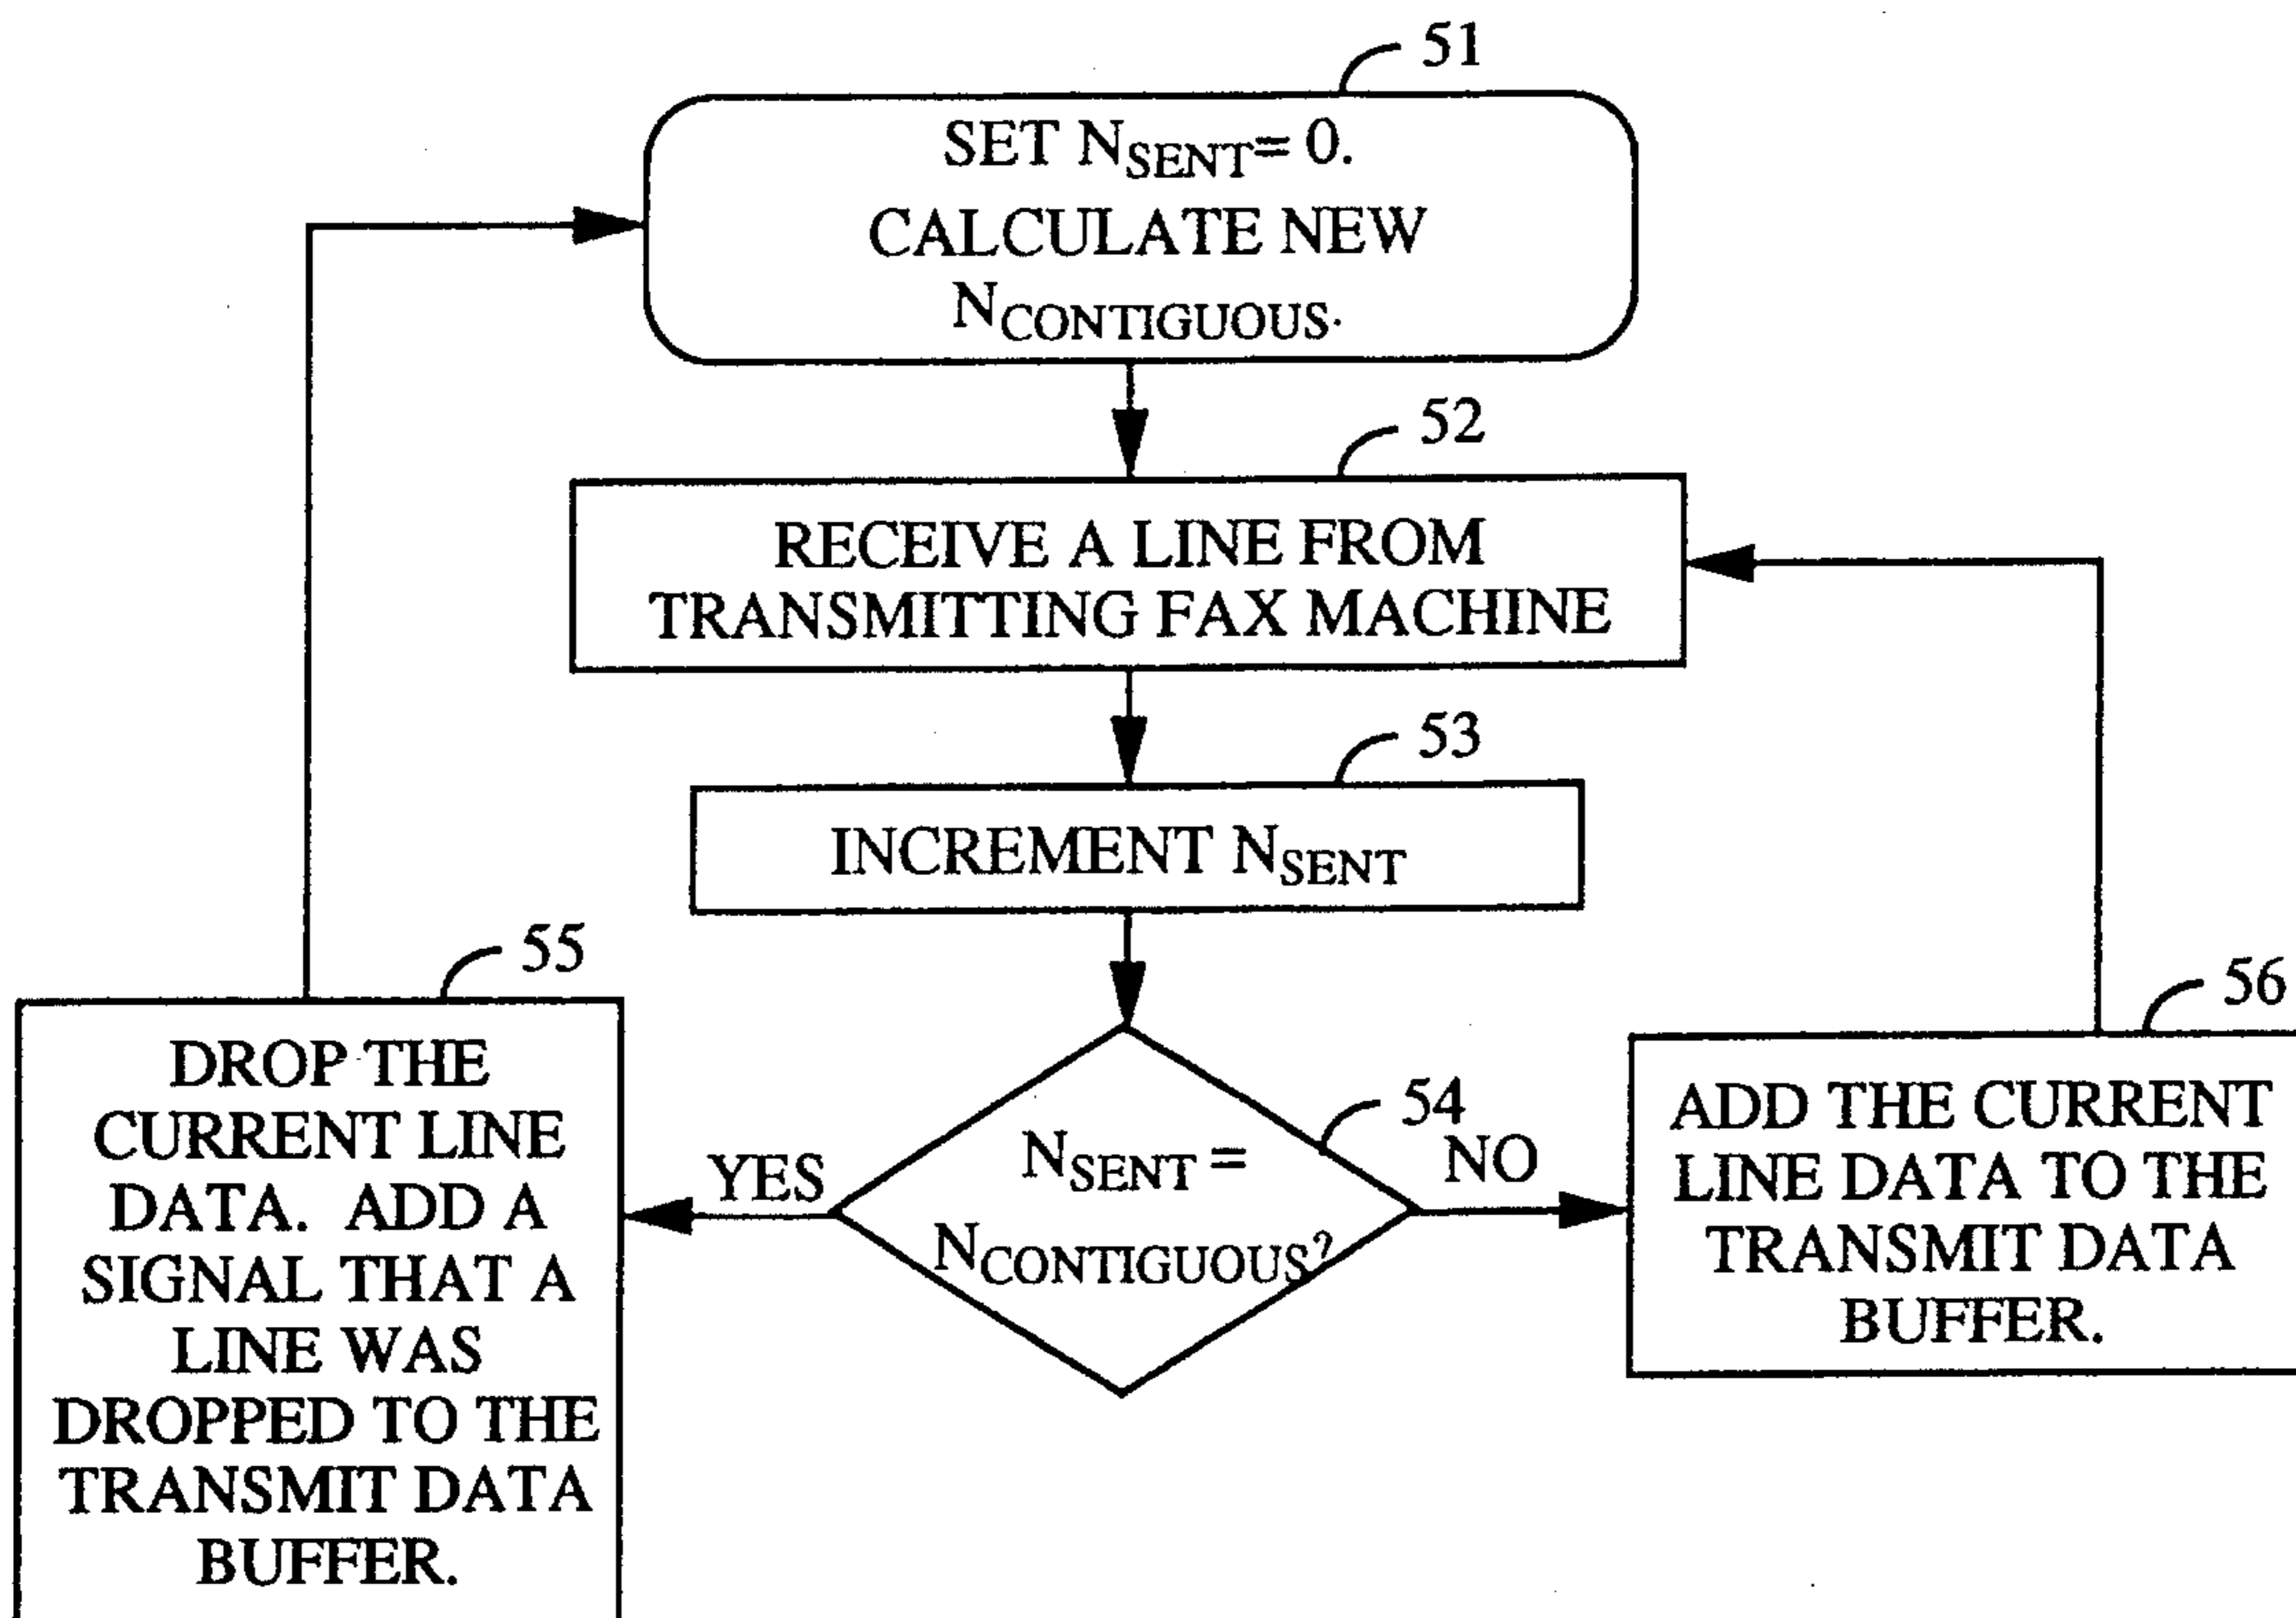 51
SET NSENT= 0.
CALCULATE NEW
NCONTIGUOUS.
52
RECEIVE A LINE FROM
TRANSMITTING FAX MACHINE
53
INCREMENT NSENT
54
NSENT =
NCONTIGUOUS?
YES
NO
55
DROP THE
CURRENT LINE
DATA. ADD A
SIGNAL THAT A
LINE WAS
DROPPED TO THE
TRANSMIT DATA
BUFFER.
56
ADD THE CURRENT
LINE DATA TO THE
TRANSMIT DATA
BUFFER.